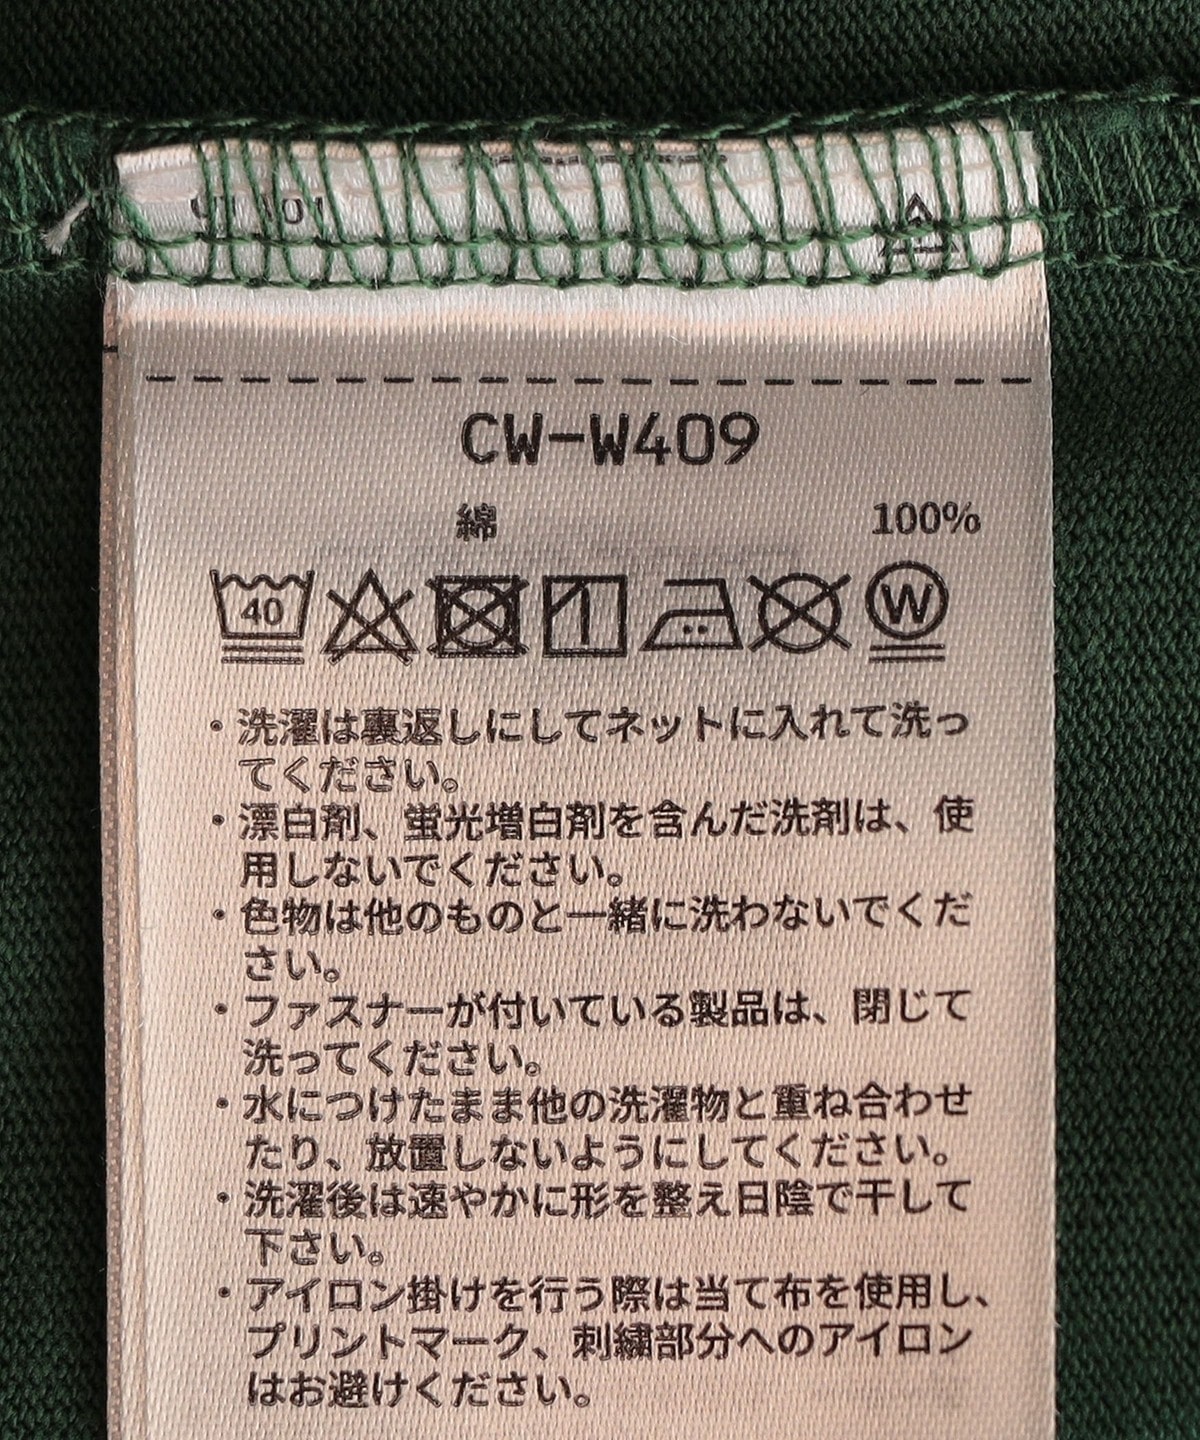 CW-W409
綿 100%
40 W
・洗濯は裏返しにしてネットに入れて洗っ
てください。
・漂白剤、蛍光増白剤を含んだ洗剤は、使
用しないでください。
・色物は他のものと一緒に洗わないでくだ
さい。
・ファスナーが付いている製品は、閉じて
洗ってください。
・水につけたまま他の洗濯物と重ね合わせ
たり、放置しないようにしてください。
・洗濯後は速やかに形を整え日陰で干して
下さい。
・アイロン掛けを行う際は当て布を使用し、
プリントマーク、刺繍部分へのアイロン
はお避けください。